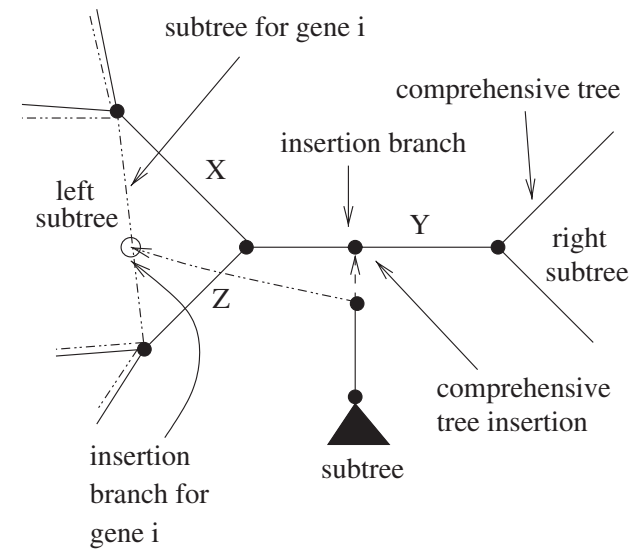 subtree for gene i
comprehensive tree
insertion branch
X
left
subtree
Y
right
subtree
Z
comprehensive
tree insertion
insertion
branch for
gene i
subtree